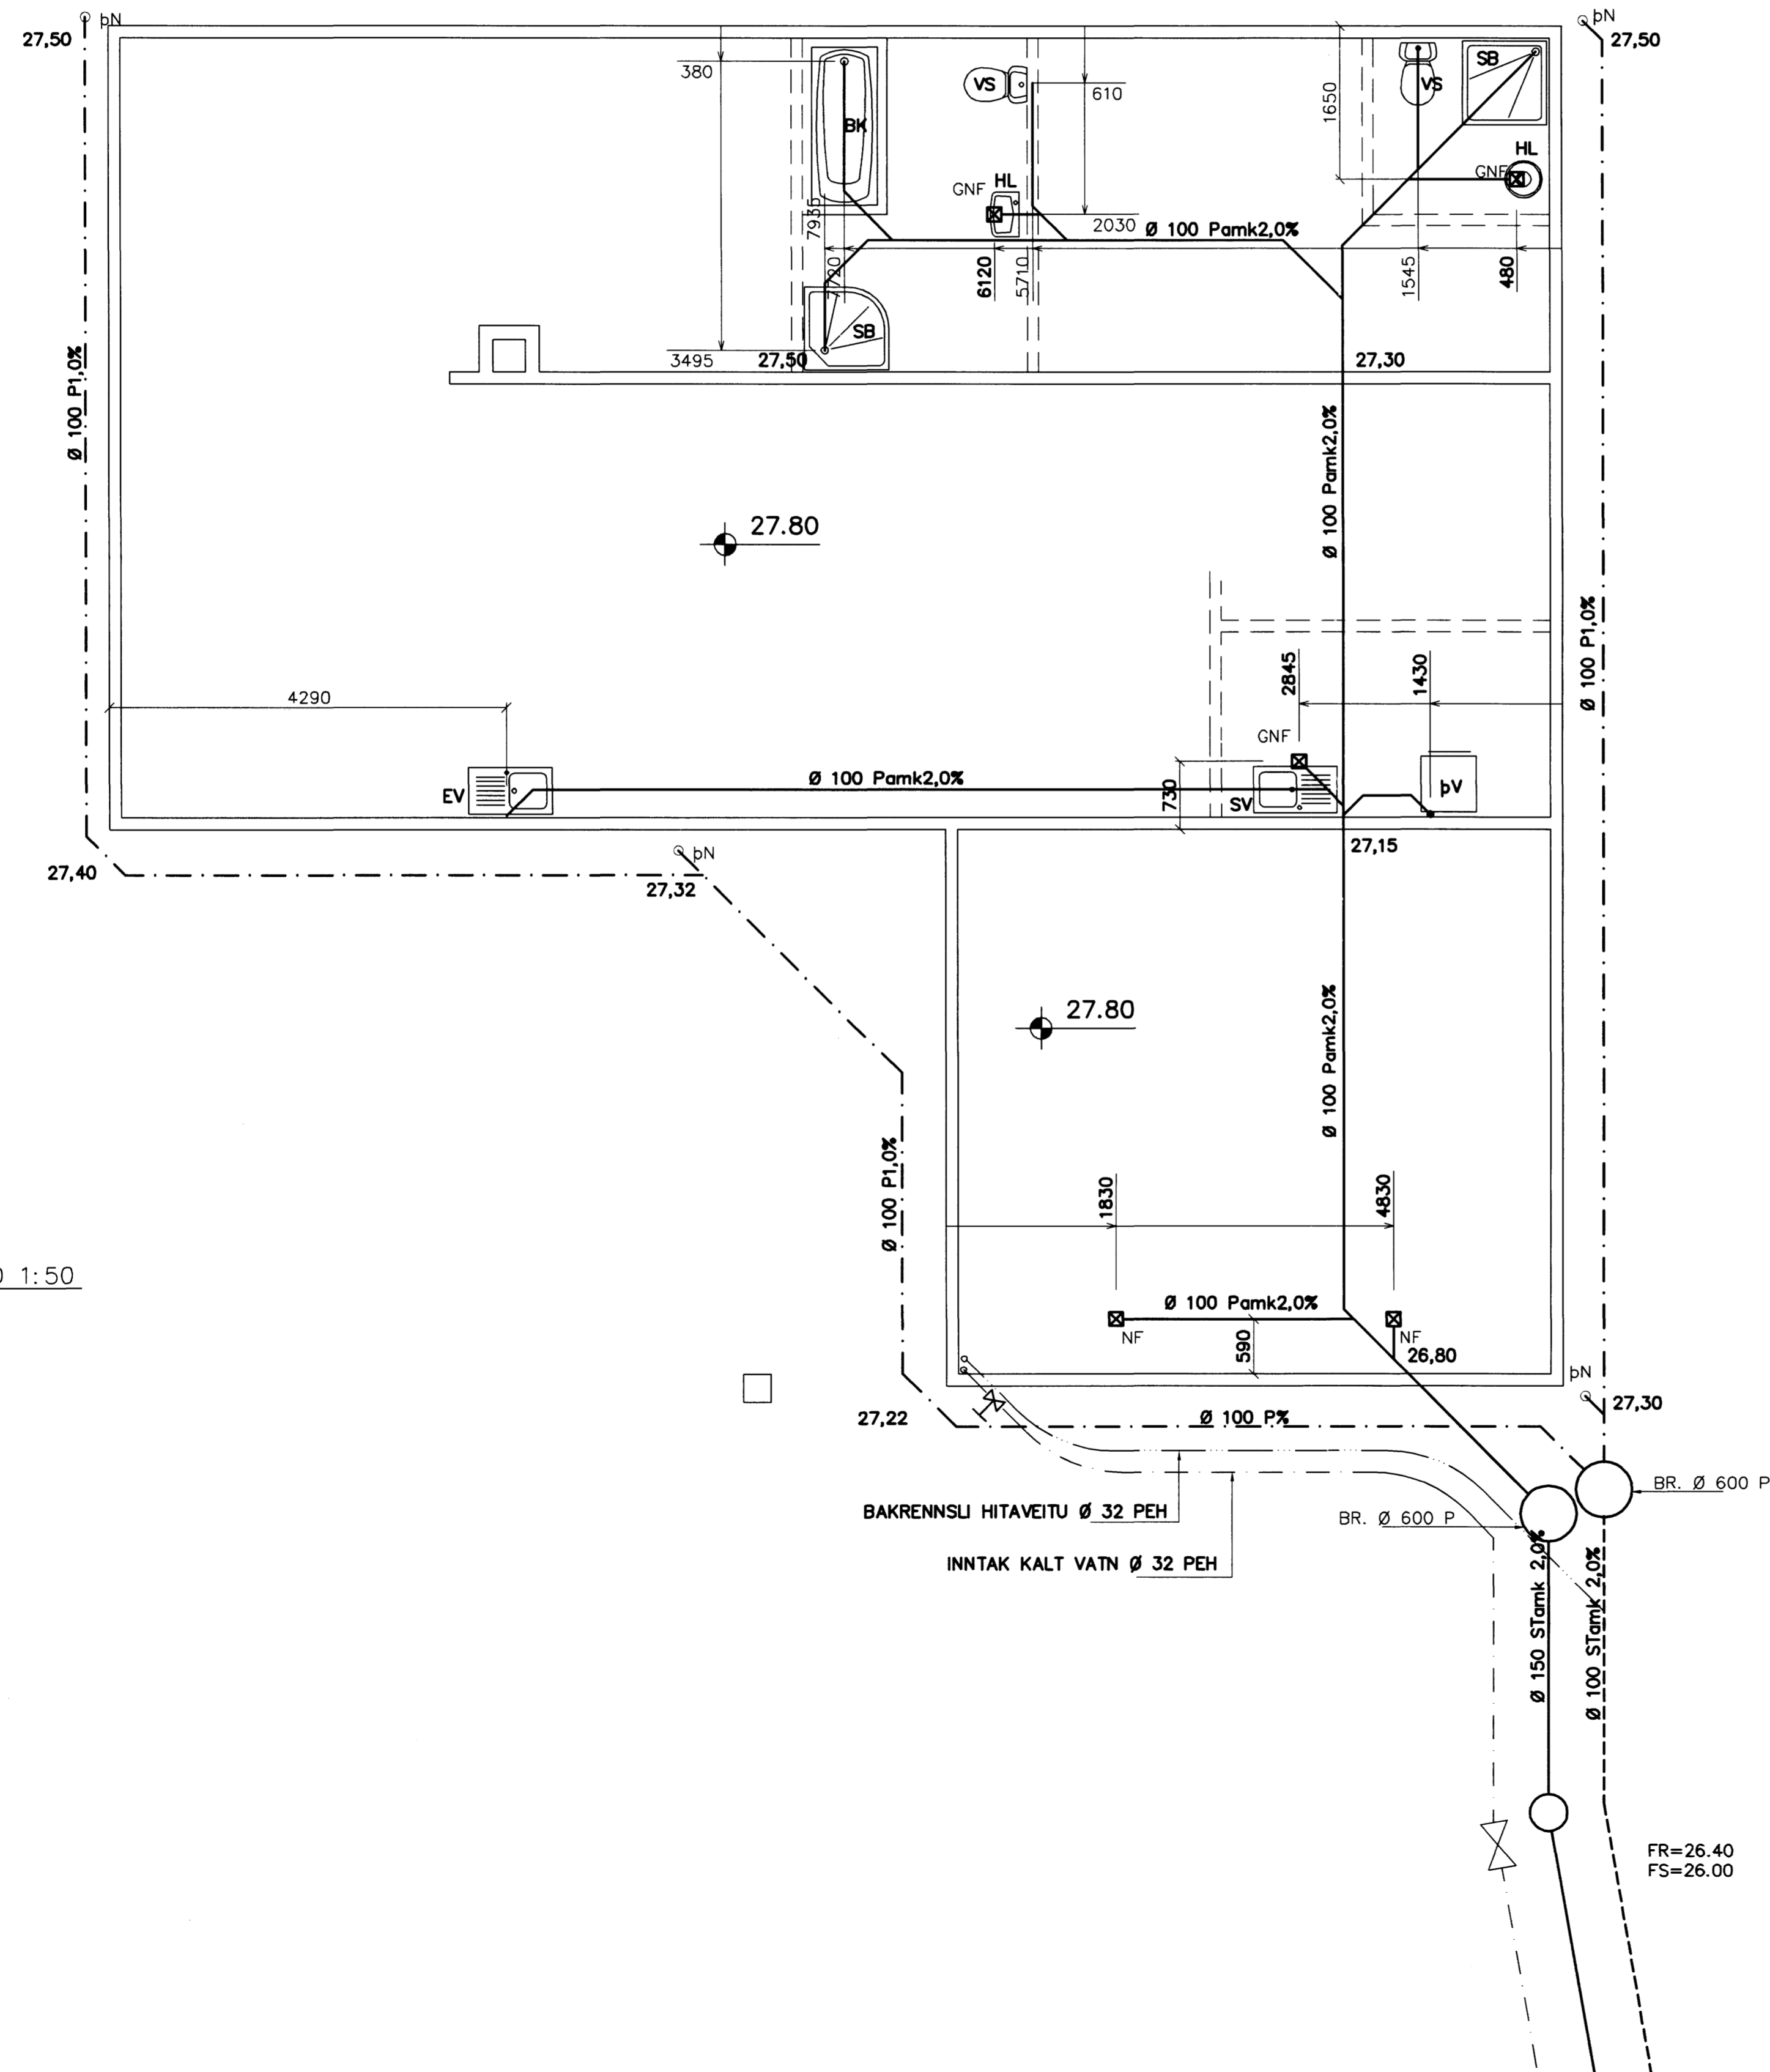 þN
27,50
þN
27,50
380
VS
610
1650
VS
SB
BK
HL
GNF
HL
GNF
7935
2030
Ø 100 Pamk2,0%
7720
6120
5710
1545
480
SB
3495
27,50
27,30
Ø 100 P1,0%
Ø 100 Pamk2,0%
27.80
Ø 100 P1,0%
4290
2845
1430
GNF
EV
Ø 100 Pamk2,0%
730
SV
þV
27,15
þN
27,40
27,32
27.80
Ø 100 Pamk2,0%
Ø 100 P1,0%
1830
4830
1:50
Ø 100 Pamk2,0%
NF
590
NF
26,80
þN
27,30
27,22
Ø 100 P%
BAKRENNSLI HITAVEITU Ø 32 PEH
BR. Ø 600 P
BR. Ø 600 P
INNTAK KALT VATN Ø 32 PEH
Ø 150 STamk 2,0%
Ø 100 STamk 2,0%
FR=26.40
FS=26.00